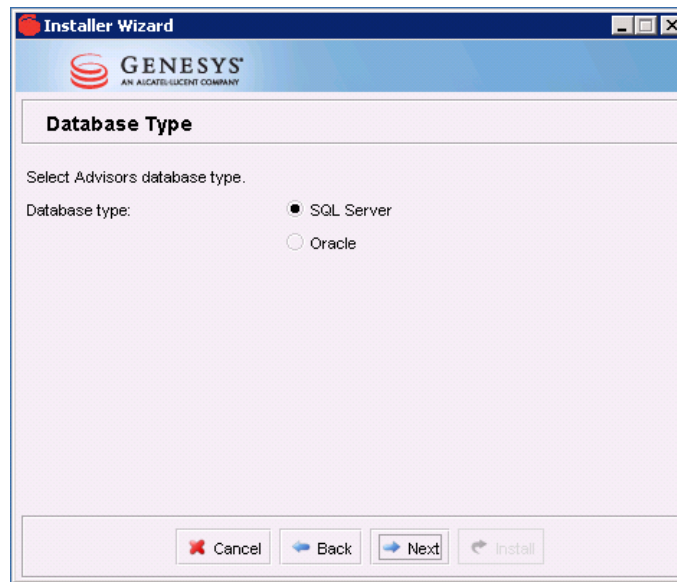 Installer Wizard
GENESYS
AN ALCATEL-LUCENT COMPANY
Database Type
Select Advisors database type.
Database type:
SQL Server
Oracle
Cancel
Back
Next
Install